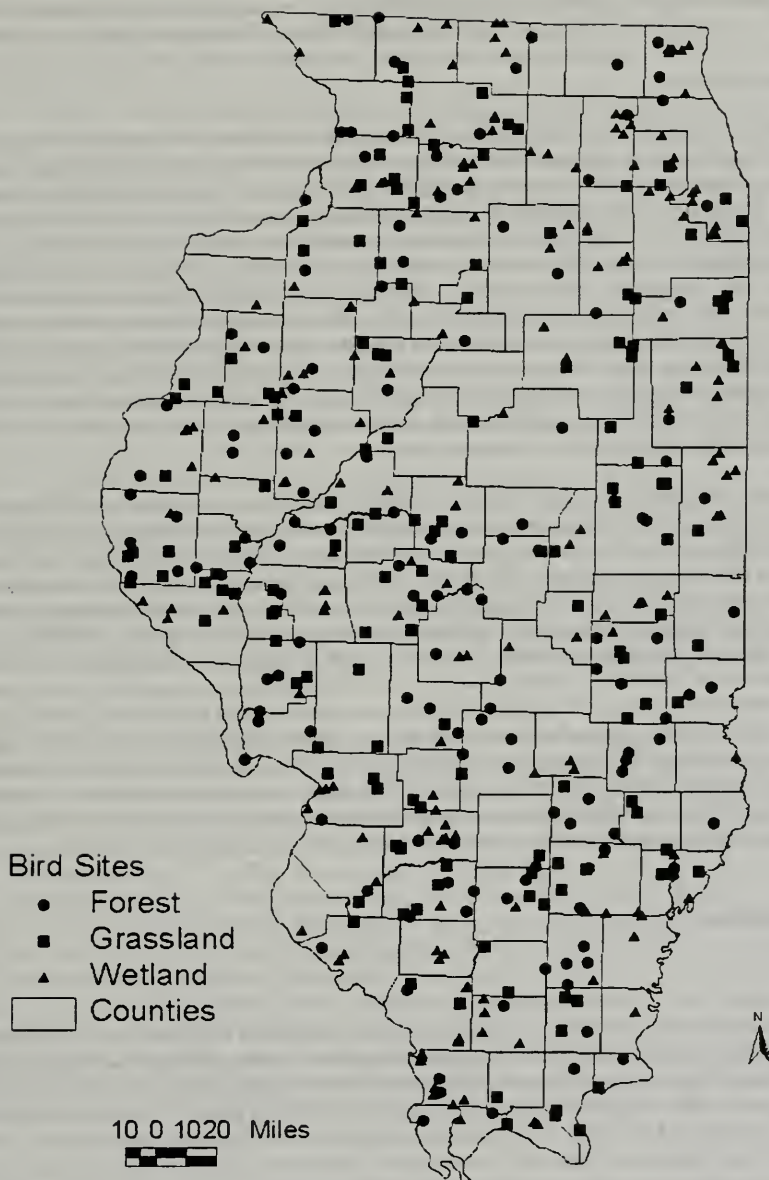 Bird Sites
Forest
Grassland
Wetland
Counties
N
10 0 1020 Miles